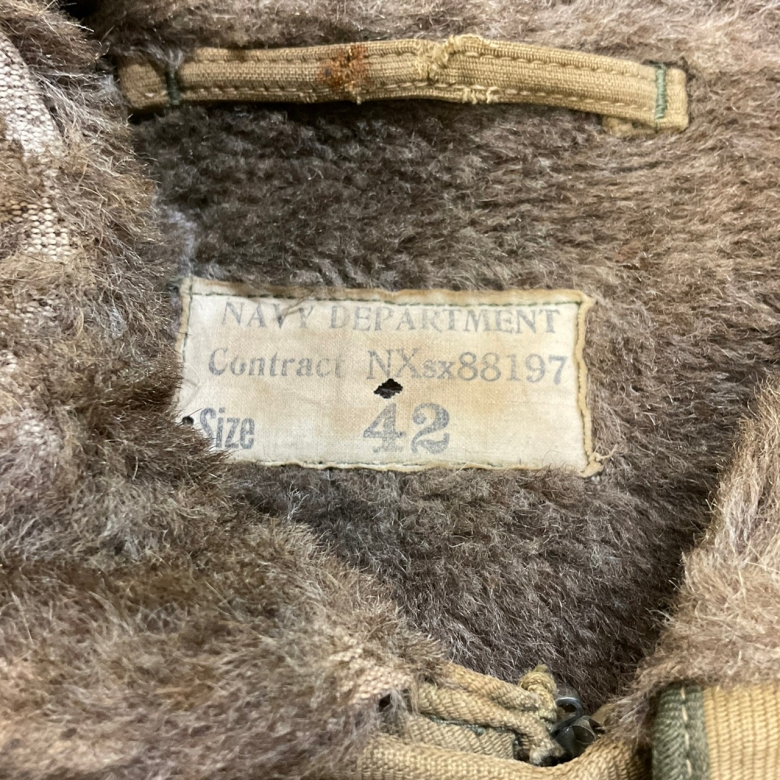 NAVY DEPARTMENT
Contract NXsx88197
Size 42